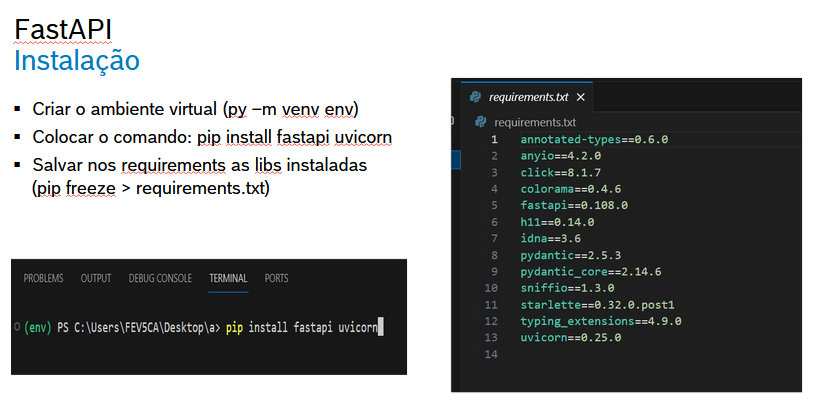 FastAPI
Instalação
▪ Criar o ambiente virtual (py –m venv env)
▪ Colocar o comando: pip install fastapi uvicorn
▪ Salvar nos requirements as libs instaladas
(pip freeze > requirements.txt)
PROBLEMS OUTPUT DEBUG CONSOLE TERMINAL PORTS
(env) PS C:\Users\FEV5CA\Desktop\a> pip install fastapi uvicorn
requirements.txt
requirements.txt
1 annotated-types==0.6.0
2 anyio==4.2.0
3 click==8.1.7
4 colorama==0.4.6
5 fastapi==0.108.0
6 h11==0.14.0
7 idna==3.6
8 pydantic==2.5.3
9 pydantic_core==2.14.6
10 sniffio==1.3.0
11 starlette==0.32.0.post1
12 typing_extensions==4.9.0
13 uvicorn==0.25.0
14